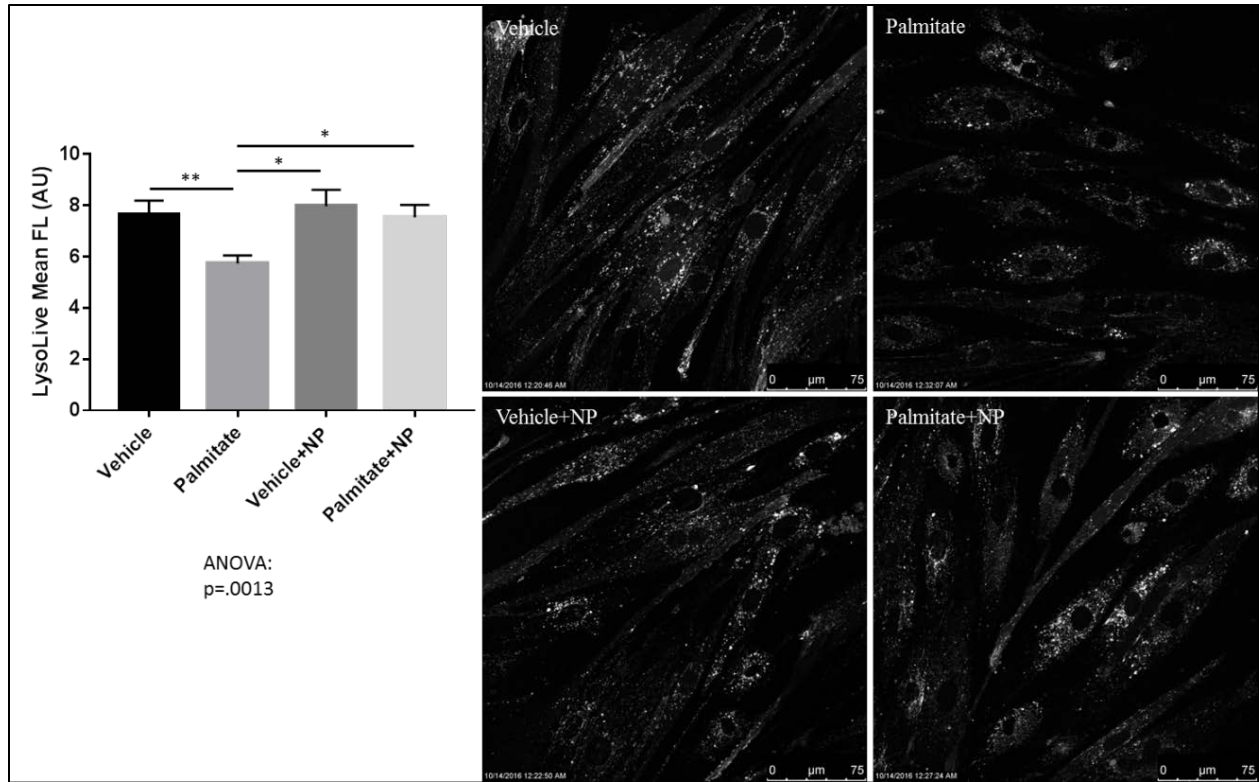 LysoLive Mean FL (AU)
10
8
6
4
2
0
**
*
*
Vehicle
Palmitate
Vehicle+NP
Palmitate+NP
ANOVA:
p=.0013
Vehicle
10/14/2016 12:20:46 AM
0 µm 75
Palmitate
10/14/2016 12:32:07 AM
0 µm 75
Vehicle+NP
10/14/2016 12:22:50 AM
0 µm 75
Palmitate+NP
10/14/2016 12:27:24 AM
0 µm 75